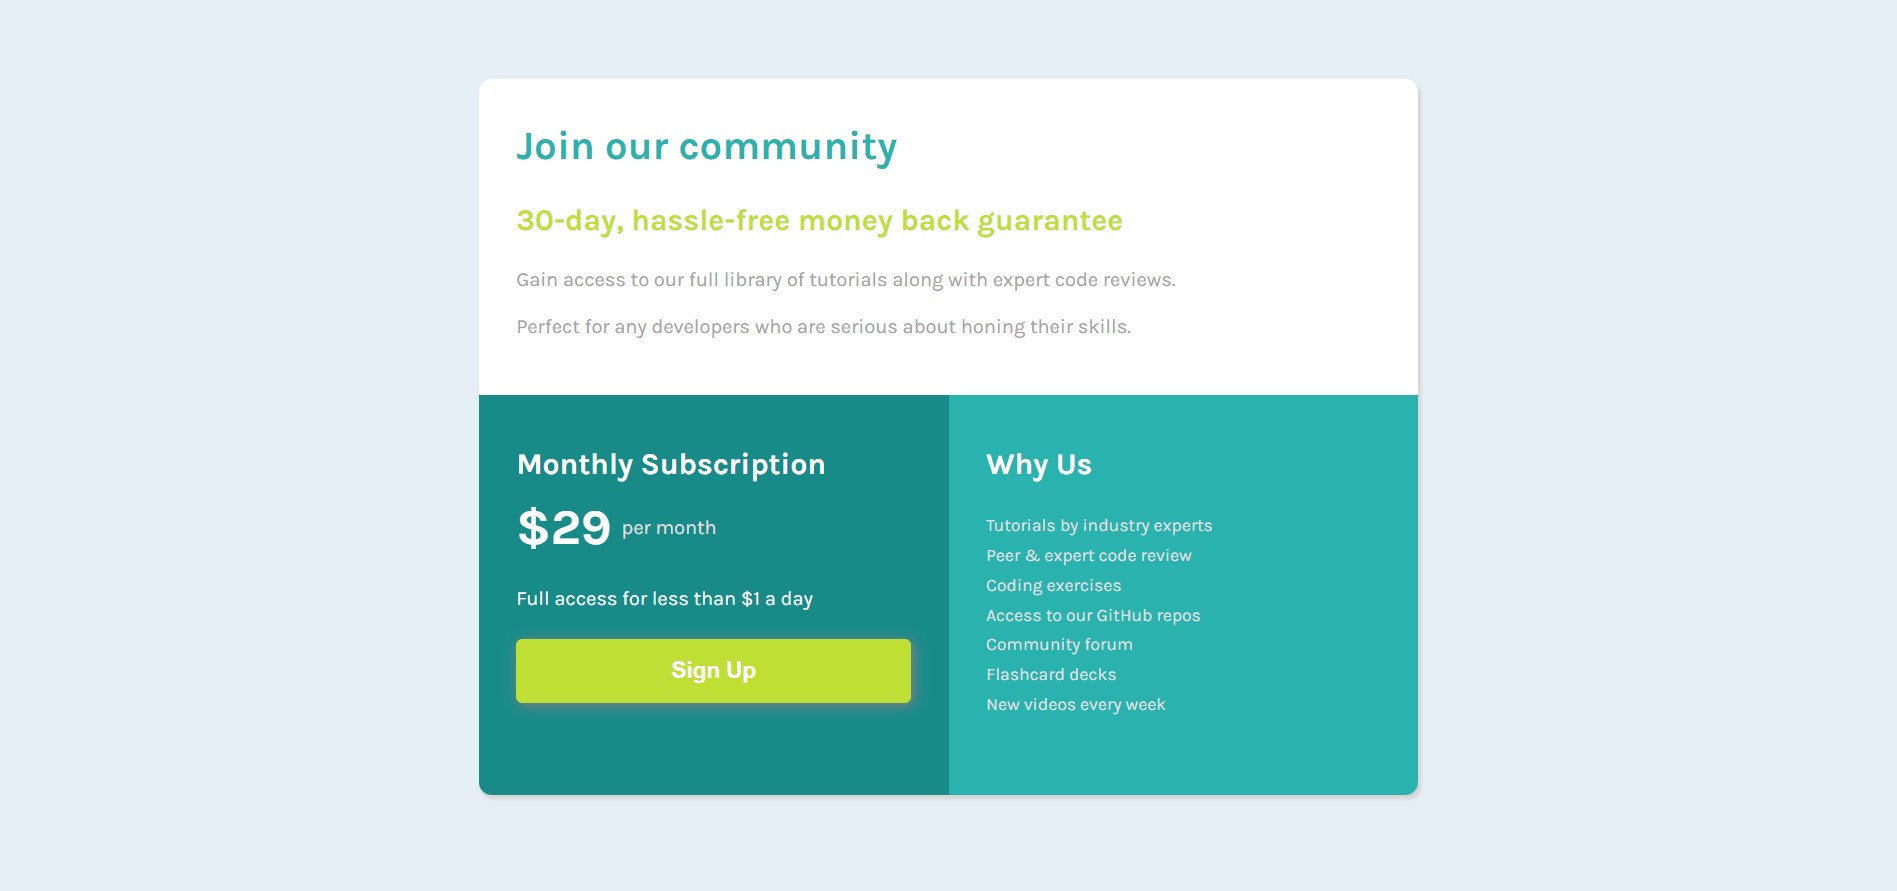 Join our community
30-day, hassle-free money back guarantee
Gain access to our full library of tutorials along with expert code reviews.
Perfect for any developers who are serious about honing their skills.
Monthly Subscription
$29 per month
Full access for less than $1 a day
Sign Up
Why Us
Tutorials by industry experts
Peer & expert code review
Coding exercises
Access to our GitHub repos
Community forum
Flashcard decks
New videos every week